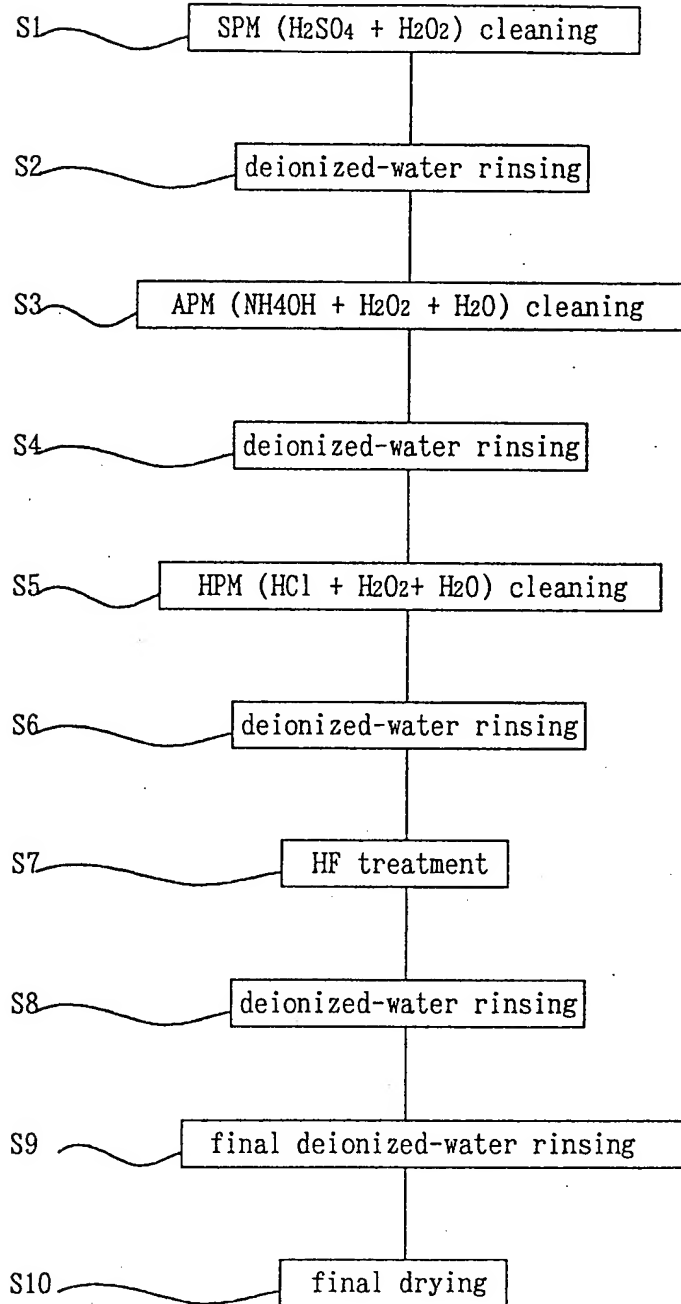 S1 SPM (H2SO4 + H2O2) cleaning
S2 deionized-water rinsing
S3 APM (NH4OH + H2O2 + H2O) cleaning
S4 deionized-water rinsing
S5 HPM (HCl + H2O2+ H2O) cleaning
S6 deionized-water rinsing
S7 HF treatment
S8 deionized-water rinsing
S9 final deionized-water rinsing
S10 final drying